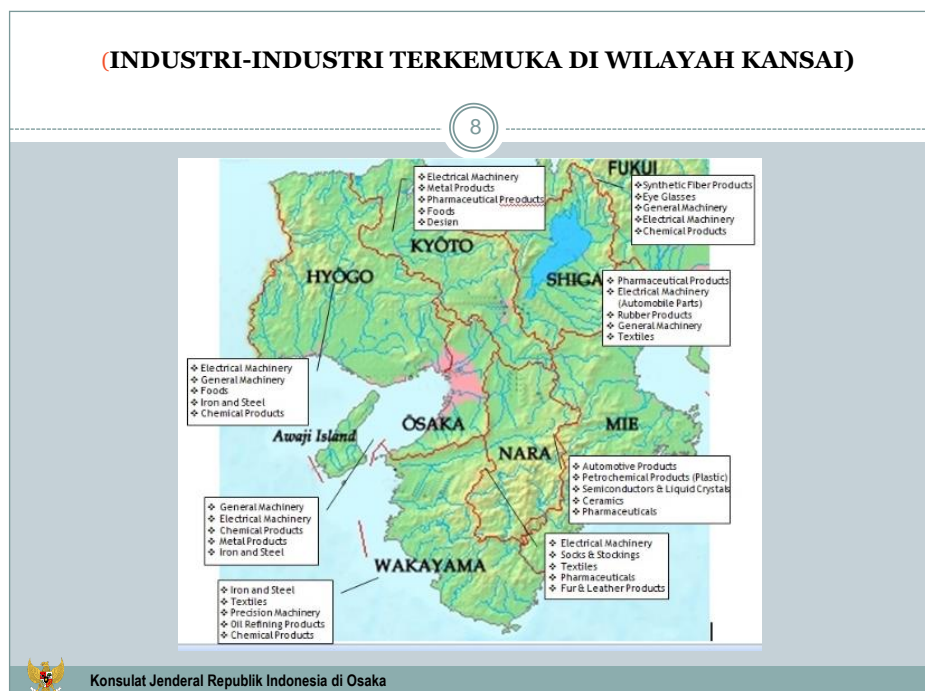 (INDUSTRI-INDUSTRI TERKEMUKA DI WILAYAH KANSAI)
8
❖ Electrical Machinery
❖ Metal Products
❖ Pharmaceutical Preoducts
❖ Foods
❖ Design
FUKUI
❖ Synthetic Fiber Products
❖ Eye Glasses
❖ General Machinery
❖ Electrical Machinery
❖ Chemical Products
KYŌTO
HYŌGO
SHIGA
❖ Pharmaceutical Products
❖ Electrical Machinery
(Automobile Parts)
❖ Rubber Products
❖ General Machinery
❖ Textiles
❖ Electrical Machinery
❖ General Machinery
❖ Foods
❖ Iron and Steel
❖ Chemical Products
Awaji Island
ŌSAKA
NARA
MIE
❖ Automotive Products
❖ Petrochemical Products (Plastic)
❖ Semiconductors & Liquid Crystals
❖ Ceramics
❖ Pharmaceuticals
❖ General Machinery
❖ Electrical Machinery
❖ Chemical Products
❖ Metal Products
❖ Iron and Steel
❖ Electrical Machinery
❖ Socks & Stockings
❖ Textiles
❖ Pharmaceuticals
❖ Fur & Leather Products
WAKAYAMA
❖ Iron and Steel
❖ Textiles
❖ Precision Machinery
❖ Oil Refining Products
❖ Chemical Products
Konsulat Jenderal Republik Indonesia di Osaka